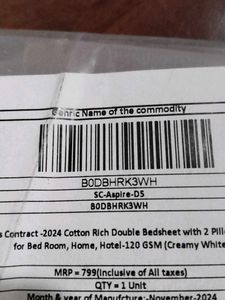 Genric Name of the commodity
B0DBHRK3WH
SC-Aspire-D5
B0DBHRK3WH
s Contract -2024 Cotton Rich Double Bedsheet with 2 Pill
for Bed Room, Home, Hotel-120 GSM (Creamy White
MRP = 799(Inclusive of All taxes)
QTY = 1 Unit
Month & year of Manufcture:-November-2024